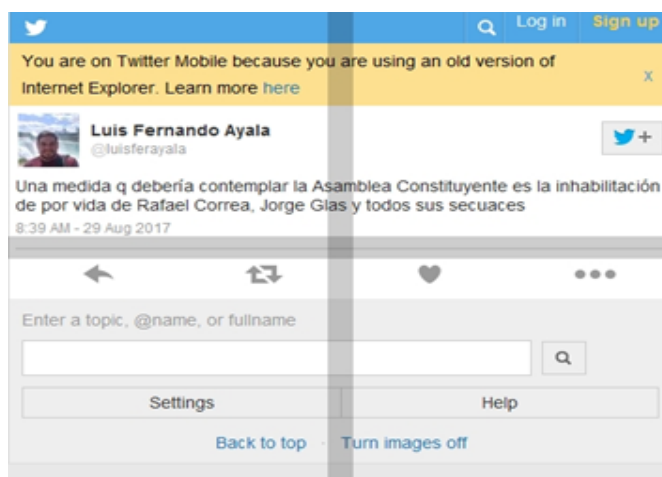 Log in Sign up
You are on Twitter Mobile because you are using an old version of
Internet Explorer. Learn more here
x
Luis Fernando Ayala
@luisferayala
+
Una medida q debería contemplar la Asamblea Constituyente es la inhabilitación
de por vida de Rafael Correa, Jorge Glas y todos sus secuaces
8:39 AM - 29 Aug 2017
Enter a topic, @name, or fullname
Settings Help
Back to top · Turn images off